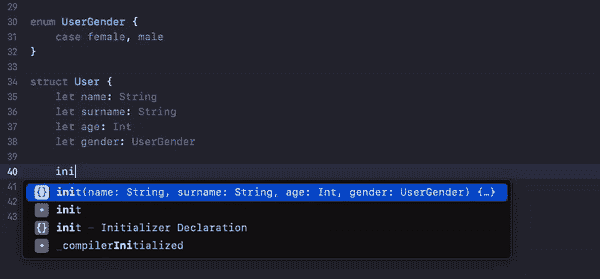 29
30 enum UserGender {
31 case female, male
32 }
33
34 struct User {
35 let name: String
36 let surname: String
37 let age: Int
38 let gender: UserGender
39
40 ini
41 {} init(name: String, surname: String, age: Int, gender: UserGender) {…}
42 init
{} init – Initializer Declaration
43 _compilerInitialized